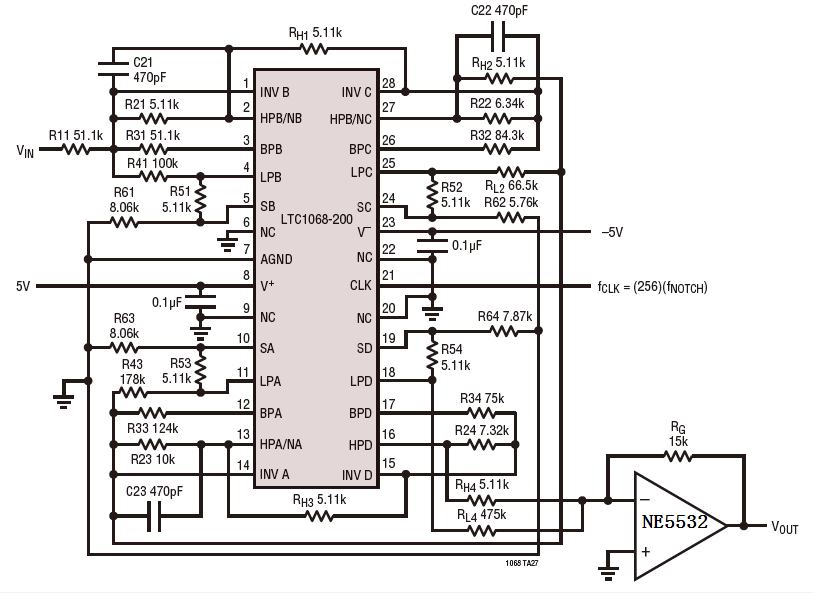 C22 470pF
RH1 5.11k
C21
470pF
RH2 5.11k
1 INV B
INV C 28
R21 5.11k
2 HPB/NB
HPB/NC 27
R22 6.34k
VIN
R11 51.1k
R31 51.1k
3 BPB
BPC 26
R32 84.3k
R41 100k
4 LPB
LPC 25
RL2 66.5k
R61
8.06k
R51
5.11k
5 SB
SC 24
R52
5.11k
R62 5.76k
LTC1068-200
6 NC
V− 23
−5V
0.1µF
7 AGND
NC 22
5V
8 V+
CLK 21
fCLK = (256)(fNOTCH)
0.1µF
9 NC
NC 20
R63
8.06k
10 SA
SD 19
R64 7.87k
R43
178k
R53
5.11k
R54
5.11k
11 LPA
LPD 18
12 BPA
BPD 17
R34 75k
R33 124k
13 HPA/NA
HPD 16
R24 7.32k
R23 10k
14 INV A
INV D 15
RG
15k
C23 470pF
RH3 5.11k
RH4 5.11k
RL4 475k
−
NE5532
+
VOUT
1068 TA27